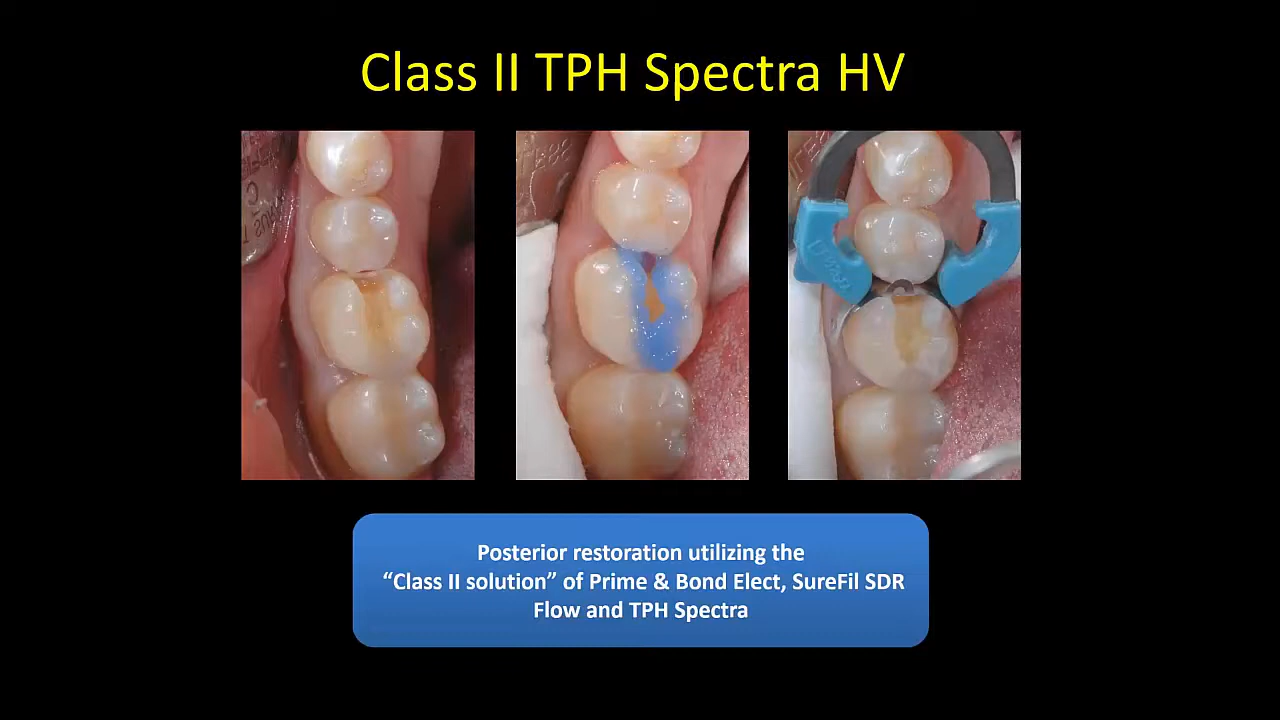 Class II TPH Spectra HV
Posterior restoration utilizing the
“Class II solution” of Prime & Bond Elect, SureFil SDR
Flow and TPH Spectra